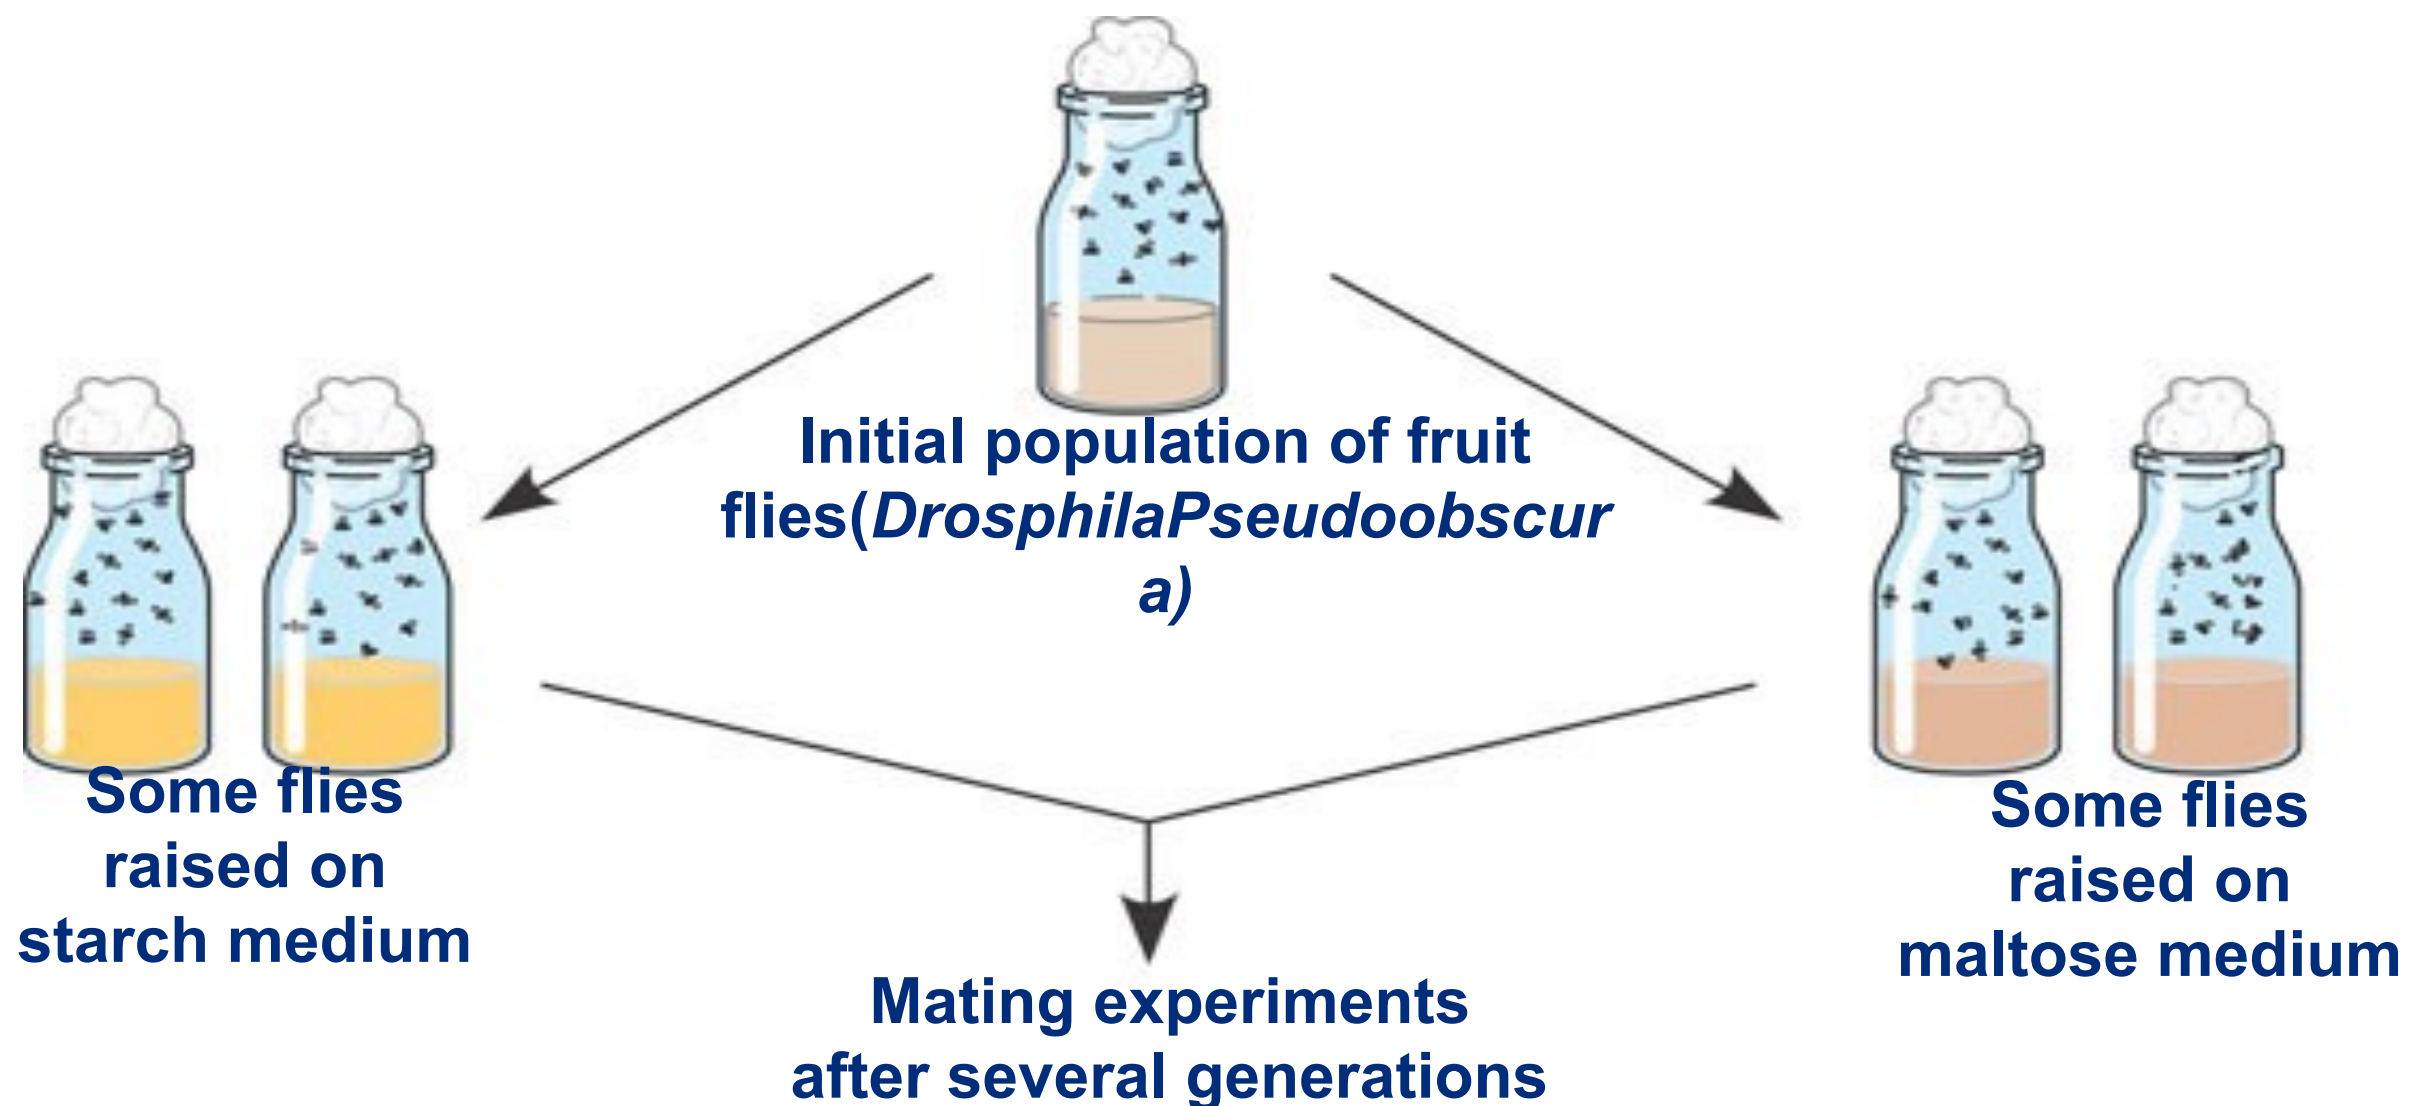 Initial population of fruit
flies(DrosphilaPseudoobscur
a)
Some flies
raised on
starch medium
Some flies
raised on
maltose medium
Mating experiments
after several generations